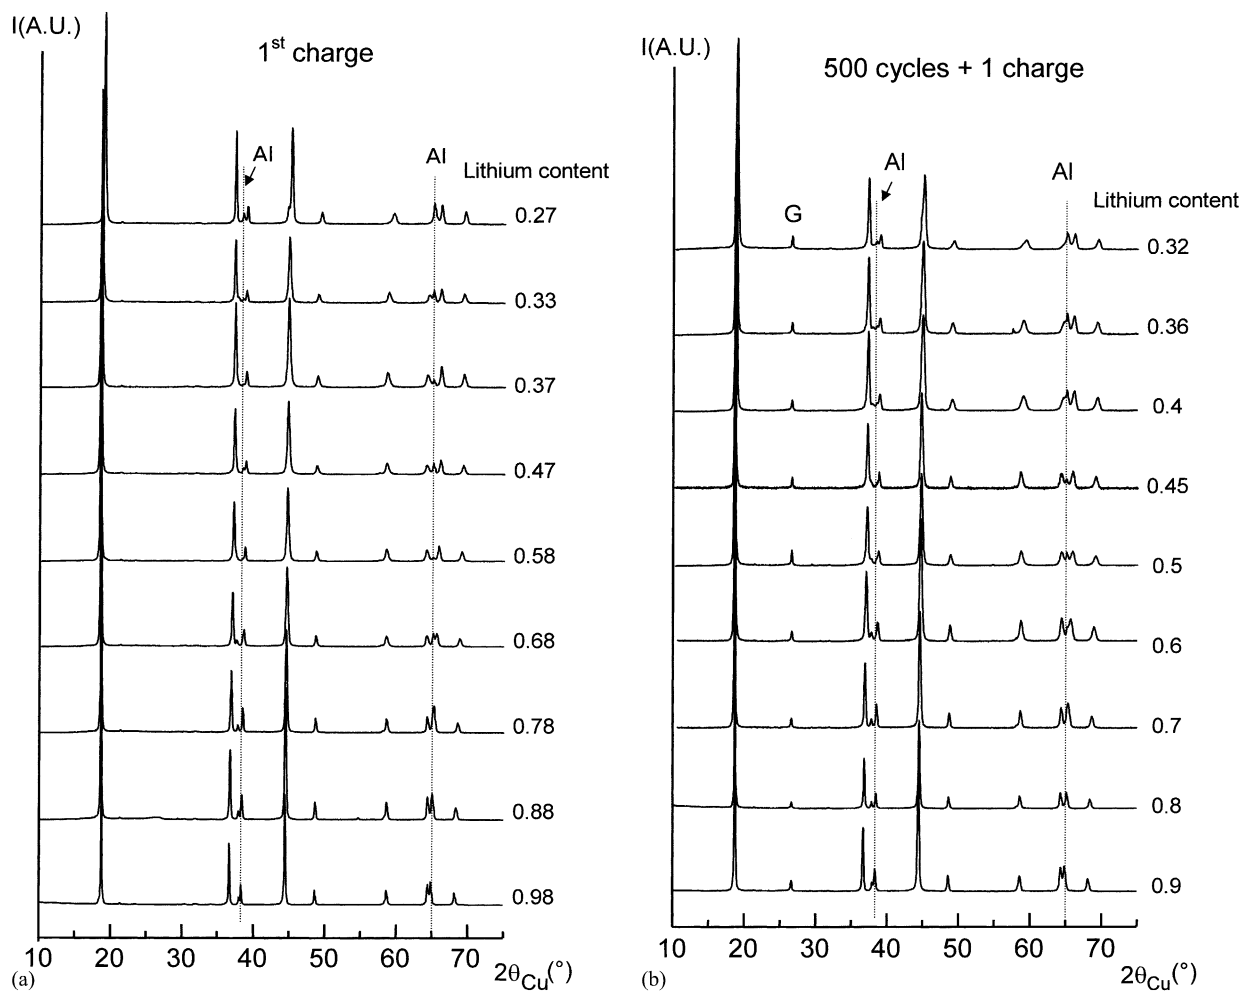 I(A.U.)
1st charge
Al
Al
Lithium content
0.27
0.33
0.37
0.47
0.58
0.68
0.78
0.88
0.98
10 20 30 40 50 60 70
2θCu(°)
(a)
I(A.U.)
500 cycles + 1 charge
Al
Al
G
Lithium content
0.32
0.36
0.4
0.45
0.5
0.6
0.7
0.8
0.9
10 20 30 40 50 60 70
2θCu(°)
(b)